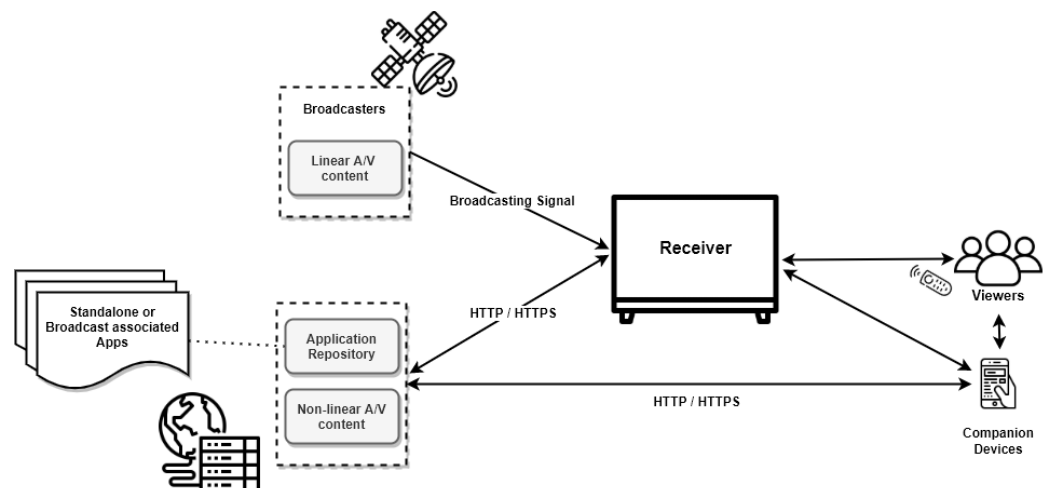 Broadcasters
Linear A/V
content
Broadcasting Signal
Receiver
Viewers
HTTP / HTTPS
Standalone or
Broadcast associated
Apps
Application
Repository
Non-linear A/V
content
HTTP / HTTPS
Companion
Devices